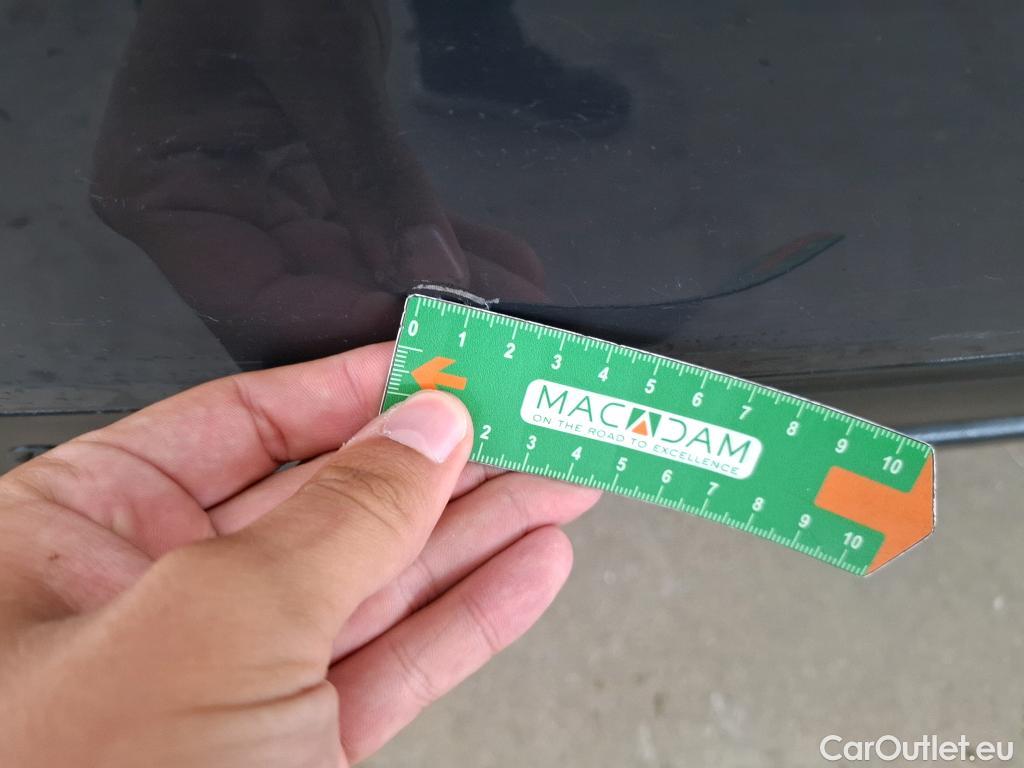 0 1 2 3 4 5 6 7 8 9 10
MACADAM
ON THE ROAD TO EXCELLENCE
2 3 4 5 6 7 8 9 10
CarOutlet.eu